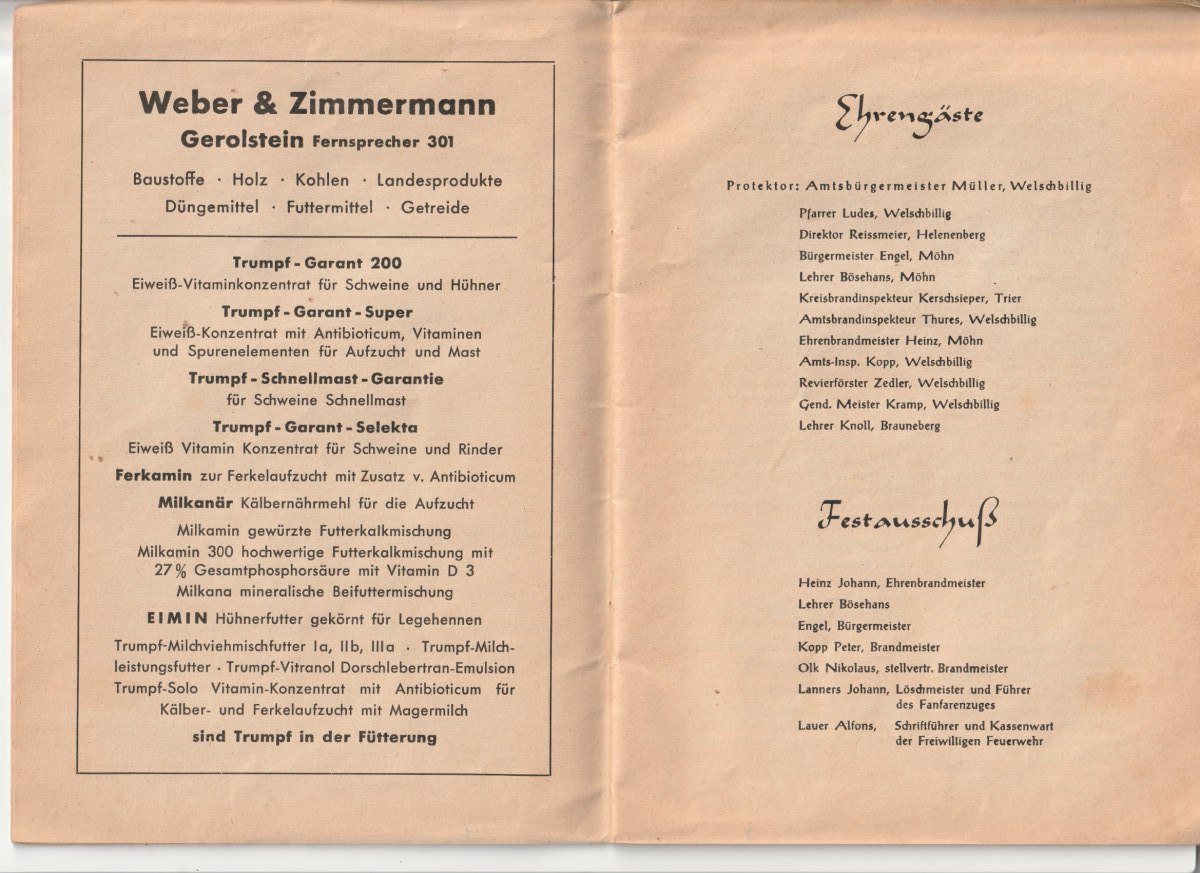 Weber & Zimmermann
Gerolstein Fernsprecher 301
Baustoffe · Holz · Kohlen · Landesprodukte
Düngemittel · Futtermittel · Getreide
Trumpf-Garant 200
Eiweiß-Vitaminkonzentrat für Schweine und Hühner
Trumpf-Garant-Super
Eiweiß-Konzentrat mit Antibioticum, Vitaminen
und Spurenelementen für Aufzucht und Mast
Trumpf-Schnellmast-Garantie
für Schweine Schnellmast
Trumpf-Garant-Selekta
Eiweiß Vitamin Konzentrat für Schweine und Rinder
Ferkamin zur Ferkelaufzucht mit Zusatz v. Antibioticum
Milkanär Kälbernährmehl für die Aufzucht
Milkamin gewürzte Futterkalkmischung
Milkamin 300 hochwertige Futterkalkmischung mit
27% Gesamtphosphorsäure mit Vitamin D 3
Milkana mineralische Beifuttermischung
EIMIN Hühnerfutter gekörnt für Legehennen
Trumpf-Milchviehmischfutter Ia, IIb, IIIa · Trumpf-Milch-
leistungsfutter · Trumpf-Vitranol Dorschlebertran-Emulsion
Trumpf-Solo Vitamin-Konzentrat mit Antibioticum für
Kälber- und Ferkelaufzucht mit Magermilch
sind Trumpf in der Fütterung
Ehrengäste
Protektor: Amtsbürgermeister Müller, Welschbillig
Pfarrer Ludes, Welschbillig
Direktor Reissmeier, Helenenberg
Bürgermeister Engel, Möhn
Lehrer Bösehans, Möhn
Kreisbrandinspekteur Kerschsieper, Trier
Amtsbrandinspekteur Thures, Welschbillig
Ehrenbrandmeister Heinz, Möhn
Amts-Insp. Kopp, Welschbillig
Revierförster Zedler, Welschbillig
Gend. Meister Kramp, Welschbillig
Lehrer Knoll, Brauneberg
Festausschuß
Heinz Johann, Ehrenbrandmeister
Lehrer Bösehans
Engel, Bürgermeister
Kopp Peter, Brandmeister
Olk Nikolaus, stellvertr. Brandmeister
Lanners Johann, Löschmeister und Führer
des Fanfarenzuges
Lauer Alfons, Schriftführer und Kassenwart
der Freiwilligen Feuerwehr